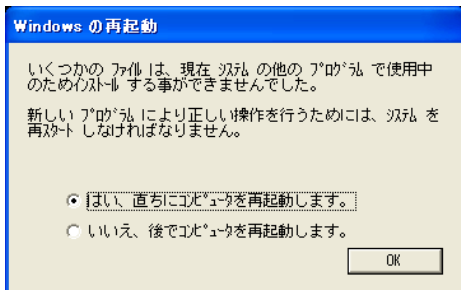 Windows の再起動
いくつかの ﾌｧｲﾙ は、現在 ｼｽﾃﾑ の他の ﾌﾟﾛｸﾞﾗﾑ で使用中
のためｲﾝｽﾄｰﾙ する事ができませんでした。
新しい ﾌﾟﾛｸﾞﾗﾑ により正しい操作を行うためには、ｼｽﾃﾑ を
再ｽﾀｰﾄ しなければなりません。
はい、直ちにｺﾝﾋﾟｭｰﾀを再起動します。
いいえ、後でｺﾝﾋﾟｭｰﾀを再起動します。
OK